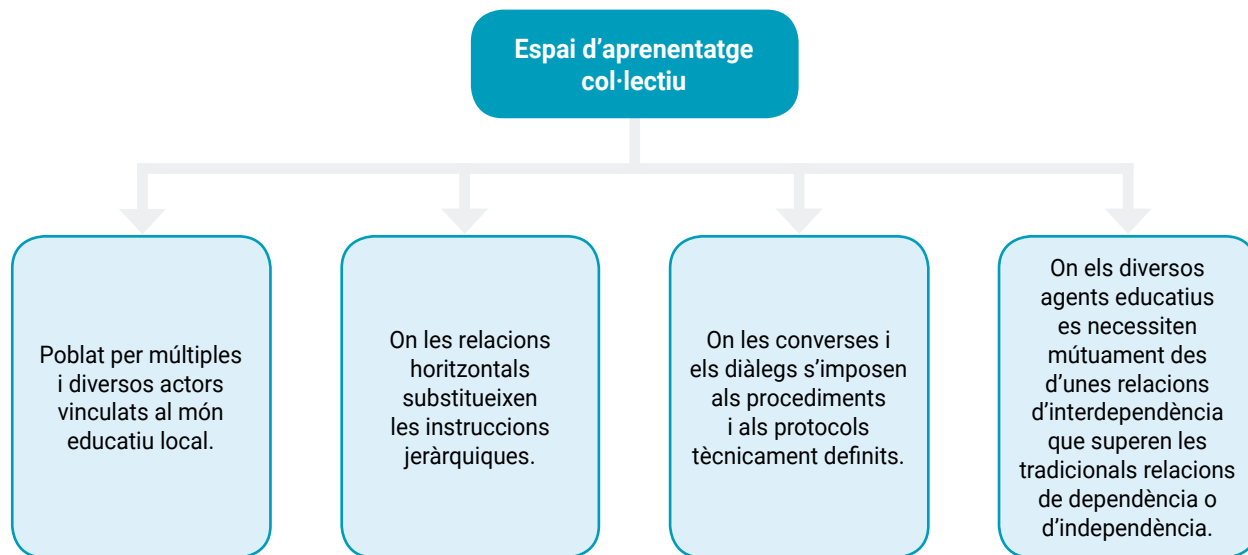 Espai d’aprenentatge
col·lectiu
Poblat per múltiples
i diversos actors
vinculats al món
educatiu local.
On les relacions
horitzontals
substitueixen
les instruccions
jeràrquiques.
On les converses i
els diàlegs s’imposen
als procediments
i als protocols
tècnicament definits.
On els diversos
agents educatius
es necessiten
mútuament des
d’unes relacions
d’interdependència
que superen les
tradicionals relacions
de dependència o
d’independència.